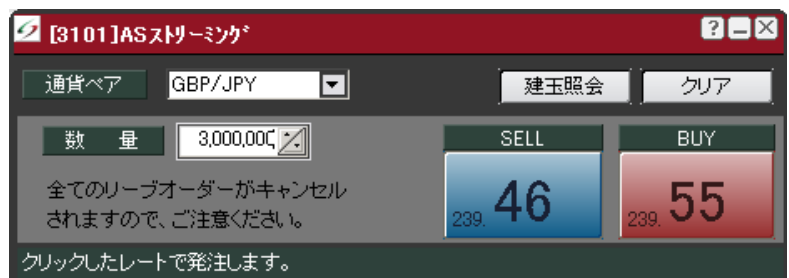 [3101]ASｽﾄﾘｰﾐﾝｸﾞ
通貨ペア GBP/JPY 建玉照会 クリア
数 量 3,000,000 SELL BUY
全てのリーブオーダーがキャンセル
されますので、ご注意ください。
239. 46 239. 55
クリックしたレートで発注します。